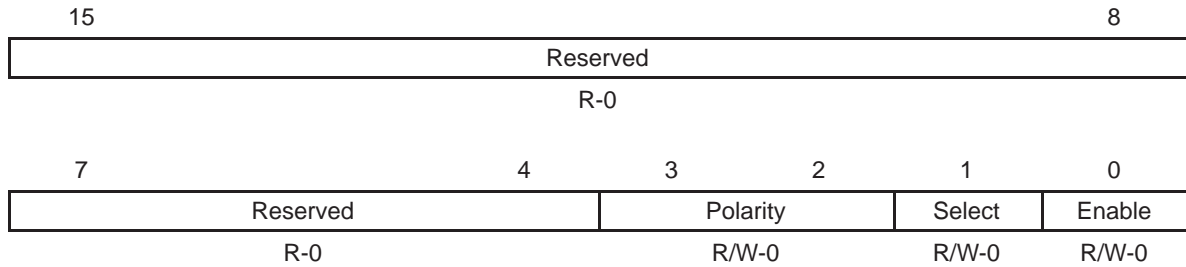 15 8
Reserved
R-0
7 4 3 2 1 0
Reserved Polarity Select Enable
R-0 R/W-0 R/W-0 R/W-0